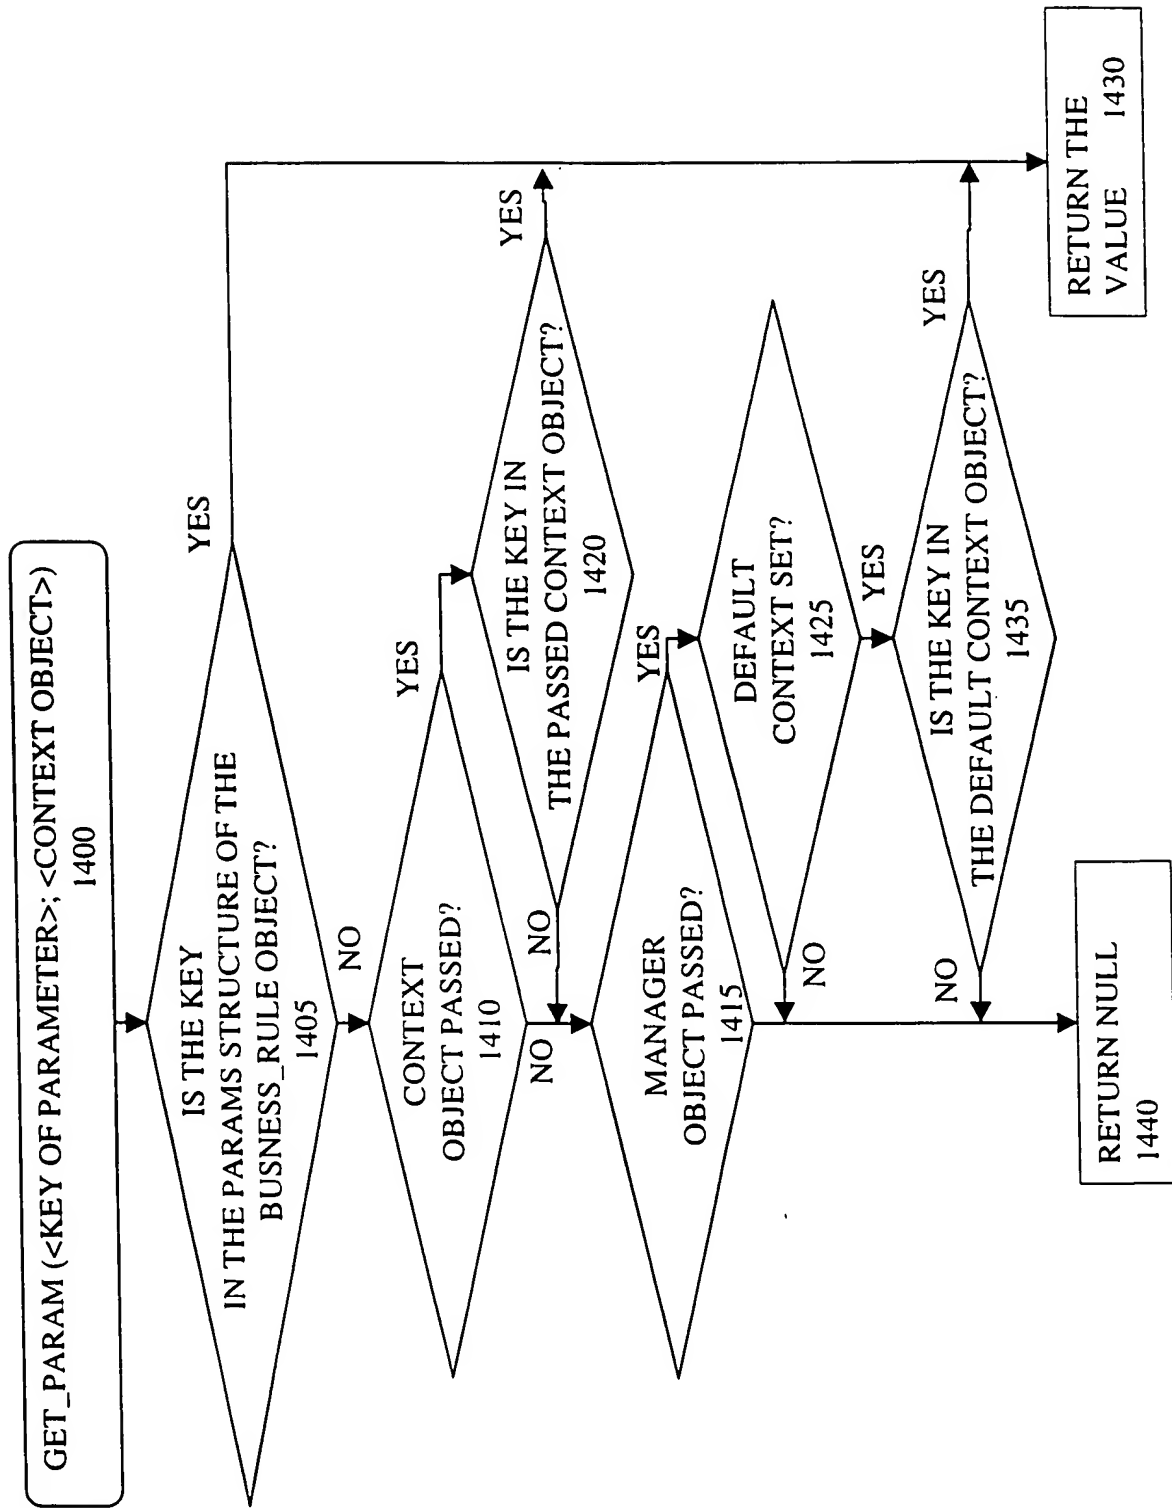 GET_PARAM (<KEY OF PARAMETER>; <CONTEXT OBJECT>)
1400
IS THE KEY
IN THE PARAMS STRUCTURE OF THE
BUSNESS_RULE OBJECT?
1405
YES
NO
CONTEXT
OBJECT PASSED?
1410
YES
NO
IS THE KEY IN
THE PASSED CONTEXT OBJECT?
1420
YES
NO
MANAGER
OBJECT PASSED?
1415
YES
DEFAULT
CONTEXT SET?
1425
NO
YES
IS THE KEY IN
THE DEFAULT CONTEXT OBJECT?
1435
YES
NO
RETURN THE
VALUE 1430
RETURN NULL
1440